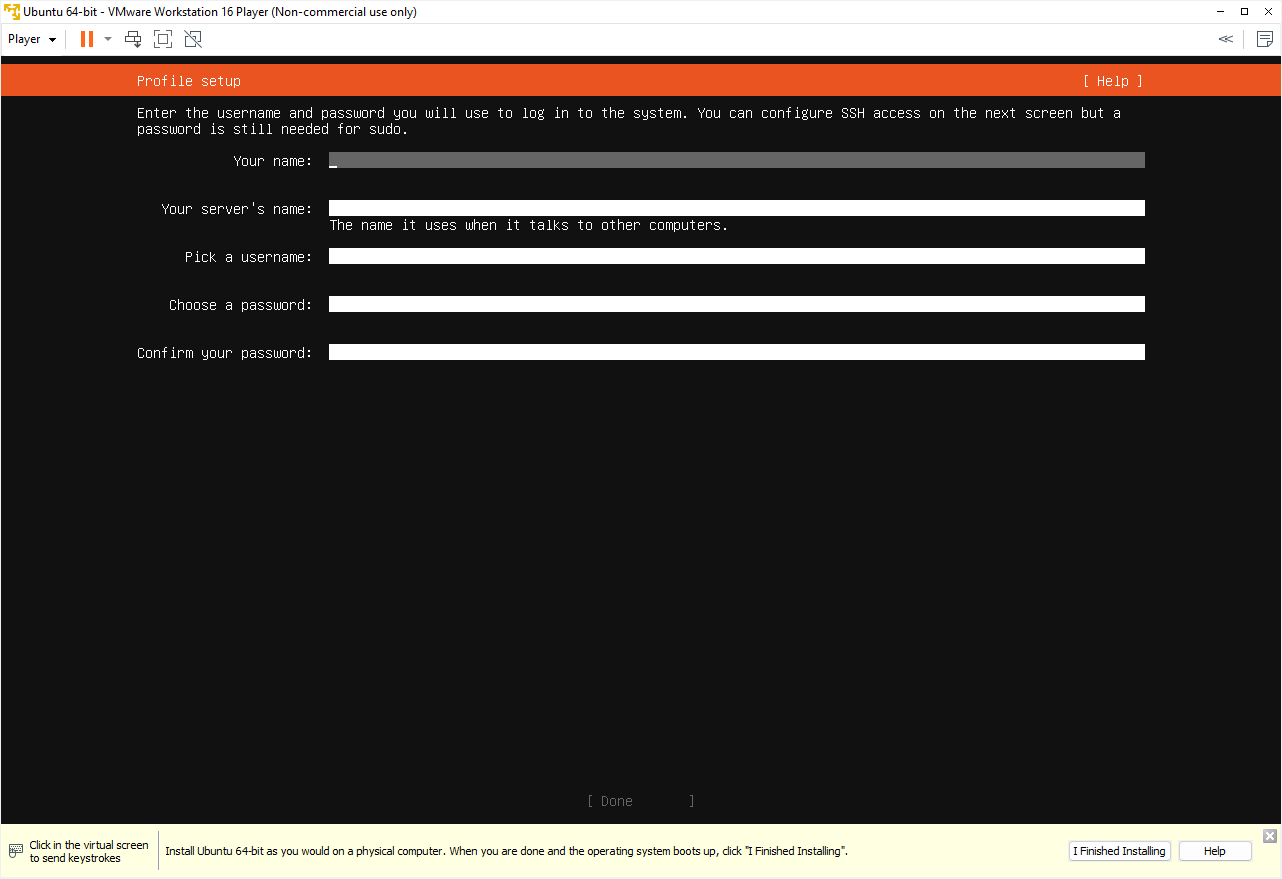 Ubuntu 64-bit - VMware Workstation 16 Player (Non-commercial use only)
Player
Profile setup [ Help ]
Enter the username and password you will use to log in to the system. You can configure SSH access on the next screen but a
password is still needed for sudo.
Your name:
Your server's name:
The name it uses when it talks to other computers.
Pick a username:
Choose a password:
Confirm your password:
[ Done ]
Click in the virtual screen
to send keystrokes
Install Ubuntu 64-bit as you would on a physical computer. When you are done and the operating system boots up, click "I Finished Installing".
I Finished Installing
Help